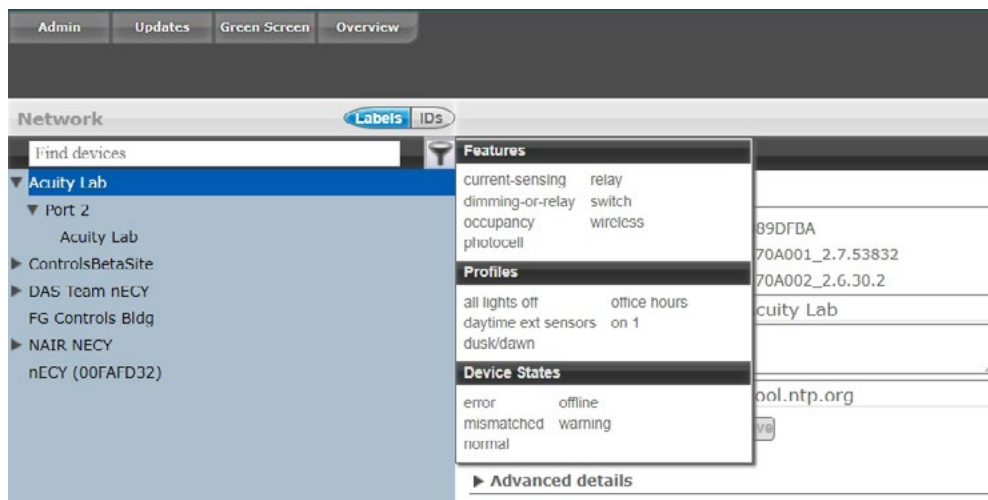 Admin Updates Green Screen Overview
Network Labels IDs
Find devices
Acuity Lab
Port 2
Acuity Lab
ControlsBetaSite
DAS Team nECY
FG Controls Bldg
NAIR NECY
nECY (00FAFD32)
Features
current-sensing relay
dimming-or-relay switch
occupancy wireless
photocell
Profiles
all lights off office hours
daytime ext sensors on 1
dusk/dawn
Device States
error offline
mismatched warning
normal
89DFBA
70A001_2.7.53832
70A002_2.6.30.2
cuity Lab
ool.ntp.org
ve
Advanced details